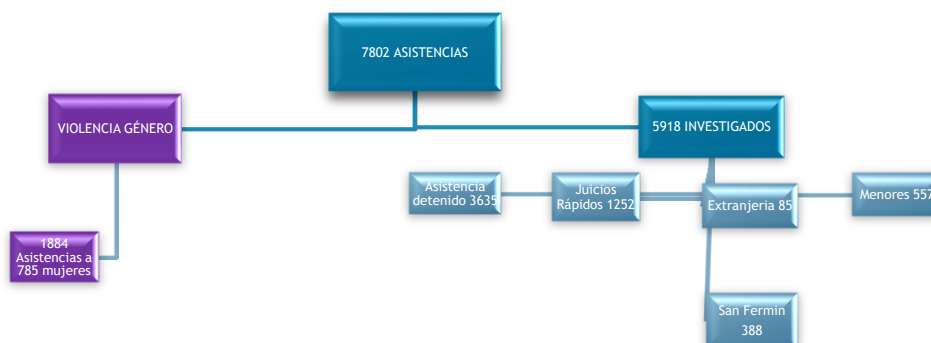 7802 ASISTENCIAS
VIOLENCIA GÉNERO
5918 INVESTIGADOS
Asistencia
detenido 3635
Juicios
Rápidos 1252
Extranjeria 85
Menores 557
1884
Asistencias a
785 mujeres
San Fermin
388